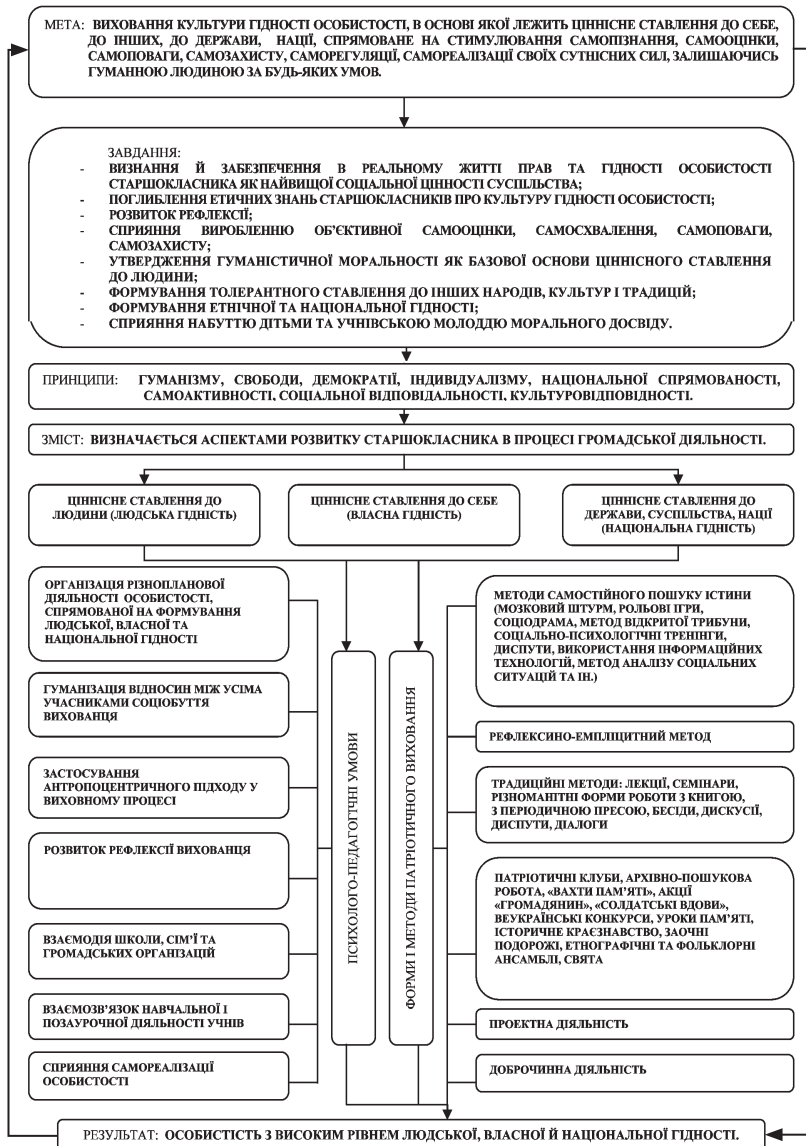 МЕТА: ВИХОВАННЯ КУЛЬТУРИ ГІДНОСТІ ОСОБИСТОСТІ, В ОСНОВІ ЯКОЇ ЛЕЖИТЬ ЦІННІСНЕ СТАВЛЕННЯ ДО СЕБЕ,
ДО ІНШИХ, ДО ДЕРЖАВИ, НАЦІЇ, СПРЯМОВАНЕ НА СТИМУЛЮВАННЯ САМОПІЗНАННЯ, САМООЦІНКИ,
САМОПОВАГИ, САМОЗАХИСТУ, САМОРЕГУЛЯЦІЇ, САМОРЕАЛІЗАЦІЇ СВОЇХ СУТНІСНИХ СИЛ, ЗАЛИШАЮЧИСЬ
ГУМАННОЮ ЛЮДИНОЮ ЗА БУДЬ-ЯКИХ УМОВ.
ЗАВДАННЯ:
- ВИЗНАННЯ Й ЗАБЕЗПЕЧЕННЯ В РЕАЛЬНОМУ ЖИТТІ ПРАВ ТА ГІДНОСТІ ОСОБИСТОСТІ
СТАРШОКЛАСНИКА ЯК НАЙВИЩОЇ СОЦІАЛЬНОЇ ЦІННОСТІ СУСПІЛЬСТВА;
- ПОГЛИБЛЕННЯ ЕТИЧНИХ ЗНАНЬ СТАРШОКЛАСНИКІВ ПРО КУЛЬТУРУ ГІДНОСТІ ОСОБИСТОСТІ;
- РОЗВИТОК РЕФЛЕКСІЇ;
- СПРИЯННЯ ВИРОБЛЕННЮ ОБ’ЄКТИВНОЇ САМООЦІНКИ, САМОСХВАЛЕННЯ, САМОПОВАГИ,
САМОЗАХИСТУ;
- УТВЕРДЖЕННЯ ГУМАНІСТИЧНОЇ МОРАЛЬНОСТІ ЯК БАЗОВОЇ ОСНОВИ ЦІННІСНОГО СТАВЛЕННЯ
ДО ЛЮДИНИ;
- ФОРМУВАННЯ ТОЛЕРАНТНОГО СТАВЛЕННЯ ДО ІНШИХ НАРОДІВ, КУЛЬТУР І ТРАДИЦІЙ;
- ФОРМУВАННЯ ЕТНІЧНОЇ ТА НАЦІОНАЛЬНОЇ ГІДНОСТІ;
- СПРИЯННЯ НАБУТТЮ ДІТЬМИ ТА УЧНІВСЬКОЮ МОЛОДДЮ МОРАЛЬНОГО ДОСВІДУ.
ПРИНЦИПИ: ГУМАНІЗМУ, СВОБОДИ, ДЕМОКРАТІЇ, ІНДИВІДУАЛІЗМУ, НАЦІОНАЛЬНОЇ СПРЯМОВАНОСТІ,
САМОАКТИВНОСТІ, СОЦІАЛЬНОЇ ВІДПОВІДАЛЬНОСТІ, КУЛЬТУРОВІДПОВІДНОСТІ.
ЗМІСТ: ВИЗНАЧАЄТЬСЯ АСПЕКТАМИ РОЗВИТКУ СТАРШОКЛАСНИКА В ПРОЦЕСІ ГРОМАДСЬКОЇ ДІЯЛЬНОСТІ.
ЦІННІСНЕ СТАВЛЕННЯ ДО
ЛЮДИНИ (ЛЮДСЬКА ГІДНІСТЬ)
ЦІННІСНЕ СТАВЛЕННЯ ДО СЕБЕ
(ВЛАСНА ГІДНІСТЬ)
ЦІННІСНЕ СТАВЛЕННЯ ДО
ДЕРЖАВИ, СУСПІЛЬСТВА, НАЦІЇ
(НАЦІОНАЛЬНА ГІДНІСТЬ)
ОРГАНІЗАЦІЯ РІЗНОПЛАНОВОЇ
ДІЯЛЬНОСТІ ОСОБИСТОСТІ,
СПРЯМОВАНОЇ НА ФОРМУВАННЯ
ЛЮДСЬКОЇ, ВЛАСНОЇ ТА
НАЦІОНАЛЬНОЇ ГІДНОСТІ
ГУМАНІЗАЦІЯ ВІДНОСИН МІЖ УСІМА
УЧАСНИКАМИ СОЦІОБУТТЯ
ВИХОВАНЦЯ
ЗАСТОСУВАННЯ
АНТРОПОЦЕНТРИЧНОГО ПІДХОДУ У
ВИХОВНОМУ ПРОЦЕСІ
РОЗВИТОК РЕФЛЕКСІЇ ВИХОВАНЦЯ
ВЗАЄМОДІЯ ШКОЛИ, СІМ’Ї ТА
ГРОМАДСЬКИХ ОРГАНІЗАЦІЙ
ВЗАЄМОЗВ’ЯЗОК НАВЧАЛЬНОЇ І
ПОЗАУРОЧНОЇ ДІЯЛЬНОСТІ УЧНІВ
СПРИЯННЯ САМОРЕАЛІЗАЦІЇ
ОСОБИСТОСТІ
ПСИХОЛОГО-ПЕДАГОГІЧНІ УМОВИ
ФОРМИ І МЕТОДИ ПАТРІОТИЧНОГО ВИХОВАННЯ
МЕТОДИ САМОСТІЙНОГО ПОШУКУ ІСТИНИ
(МОЗКОВИЙ ШТУРМ, РОЛЬОВІ ІГРИ,
СОЦІОДРАМА, МЕТОД ВІДКРИТОЇ ТРИБУНИ,
СОЦІАЛЬНО-ПСИХОЛОГІЧНІ ТРЕНІНГИ,
ДИСПУТИ, ВИКОРИСТАННЯ ІНФОРМАЦІЙНИХ
ТЕХНОЛОГІЙ, МЕТОД АНАЛІЗУ СОЦІАЛЬНИХ
СИТУАЦІЙ ТА ІН.)
РЕФЛЕКСИНО-ЕМПЛІЦИТНИЙ МЕТОД
ТРАДИЦІЙНІ МЕТОДИ: ЛЕКЦІЇ, СЕМІНАРИ,
РІЗНОМАНІТНІ ФОРМИ РОБОТИ З КНИГОЮ,
З ПЕРІОДИЧНОЮ ПРЕСОЮ, БЕСІДИ, ДИСКУСІЇ,
ДИСПУТИ, ДІАЛОГИ
ПАТРІОТИЧНІ КЛУБИ, АРХІВНО-ПОШУКОВА
РОБОТА, «ВАХТИ ПАМ’ЯТІ», АКЦІЇ
«ГРОМАДЯНИН», «СОЛДАТСЬКІ ВДОВИ»,
ВЕУКРАЇНСЬКІ КОНКУРСИ, УРОКИ ПАМ’ЯТІ,
ІСТОРИЧНЕ КРАЄЗНАВСТВО, ЗАОЧНІ
ПОДОРОЖІ, ЕТНОГРАФІЧНІ ТА ФОЛЬКЛОРНІ
АНСАМБЛІ, СВЯТА
ПРОЕКТНА ДІЯЛЬНІСТЬ
ДОБРОЧИННА ДІЯЛЬНІСТЬ
РЕЗУЛЬТАТ: ОСОБИСТІСТЬ З ВИСОКИМ РІВНЕМ ЛЮДСЬКОЇ, ВЛАСНОЇ Й НАЦІОНАЛЬНОЇ ГІДНОСТІ.